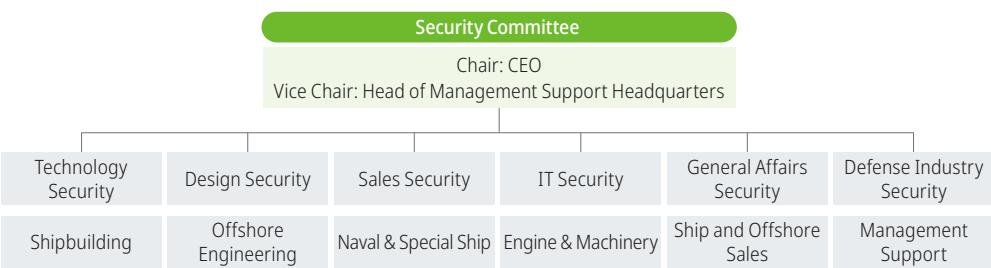 Security Committee
Chair: CEO
Vice Chair: Head of Management Support Headquarters
Technology
Security
Design Security
Sales Security
IT Security
General Affairs
Security
Defense Industry
Security
Shipbuilding
Offshore
Engineering
Naval & Special Ship
Engine & Machinery
Ship and Offshore
Sales
Management
Support